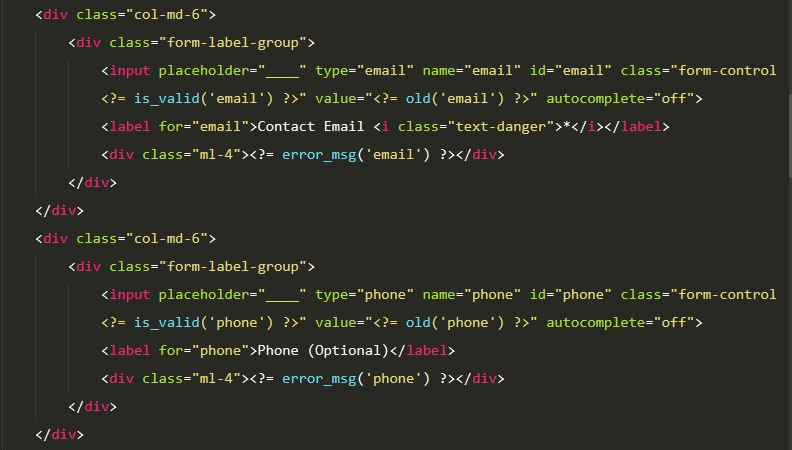 <div class="col-md-6">
<div class="form-label-group">
<input placeholder="____" type="email" name="email" id="email" class="form-control
<?= is_valid('email') ?>" value="<?= old('email') ?>" autocomplete="off">
<label for="email">Contact Email <i class="text-danger">*</i></label>
<div class="ml-4"><?= error_msg('email') ?></div>
</div>
</div>
<div class="col-md-6">
<div class="form-label-group">
<input placeholder="____" type="phone" name="phone" id="phone" class="form-control
<?= is_valid('phone') ?>" value="<?= old('phone') ?>" autocomplete="off">
<label for="phone">Phone (Optional)</label>
<div class="ml-4"><?= error_msg('phone') ?></div>
</div>
</div>